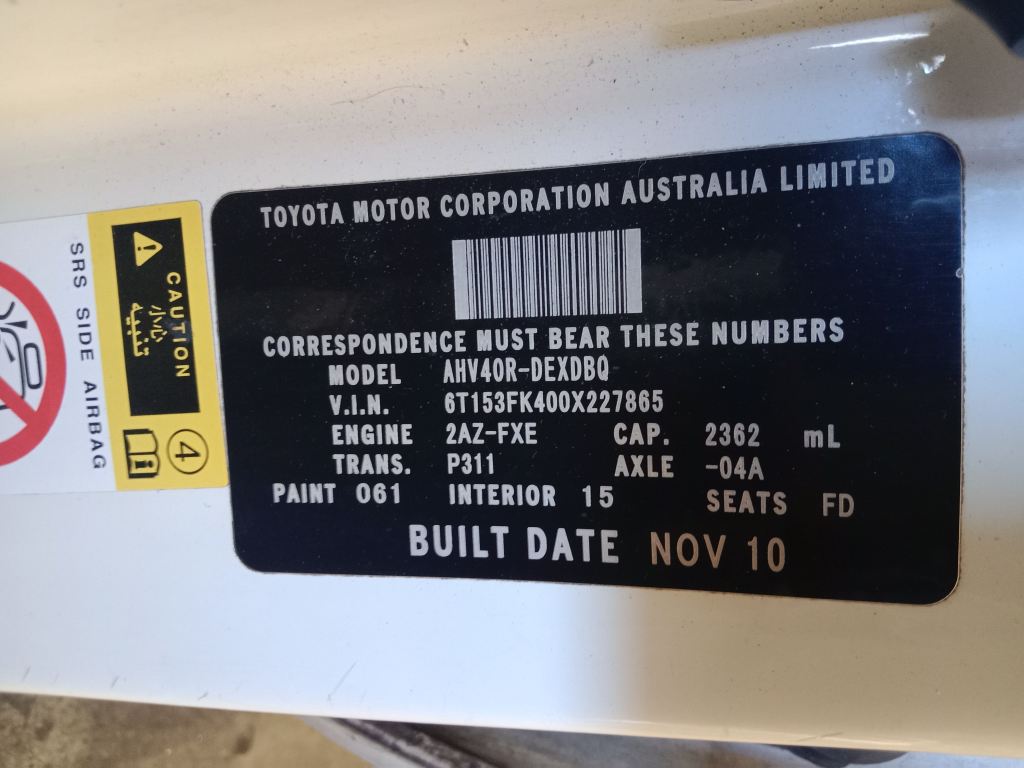 TOYOTA MOTOR CORPORATION AUSTRALIA LIMITED
CORRESPONDENCE MUST BEAR THESE NUMBERS
MODEL AHV40R-DEXDBQ
V.I.N. 6T153FK400X227865
ENGINE 2AZ-FXE CAP. 2362 mL
TRANS. P311 AXLE -04A
PAINT 061 INTERIOR 15 SEATS FD
BUILT DATE NOV 10
CAUTION
تنبيه
4
SRS SIDE AIRBAG